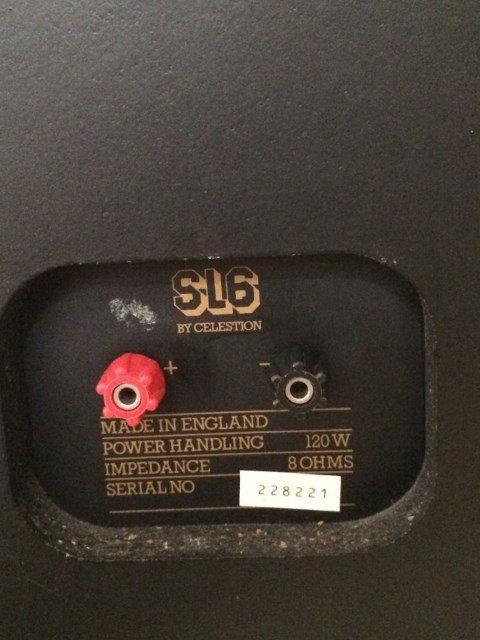 SL6
BY CELESTION
+ −
MADE IN ENGLAND
POWER HANDLING 120 W
IMPEDANCE 8 OHMS
SERIAL NO 228221